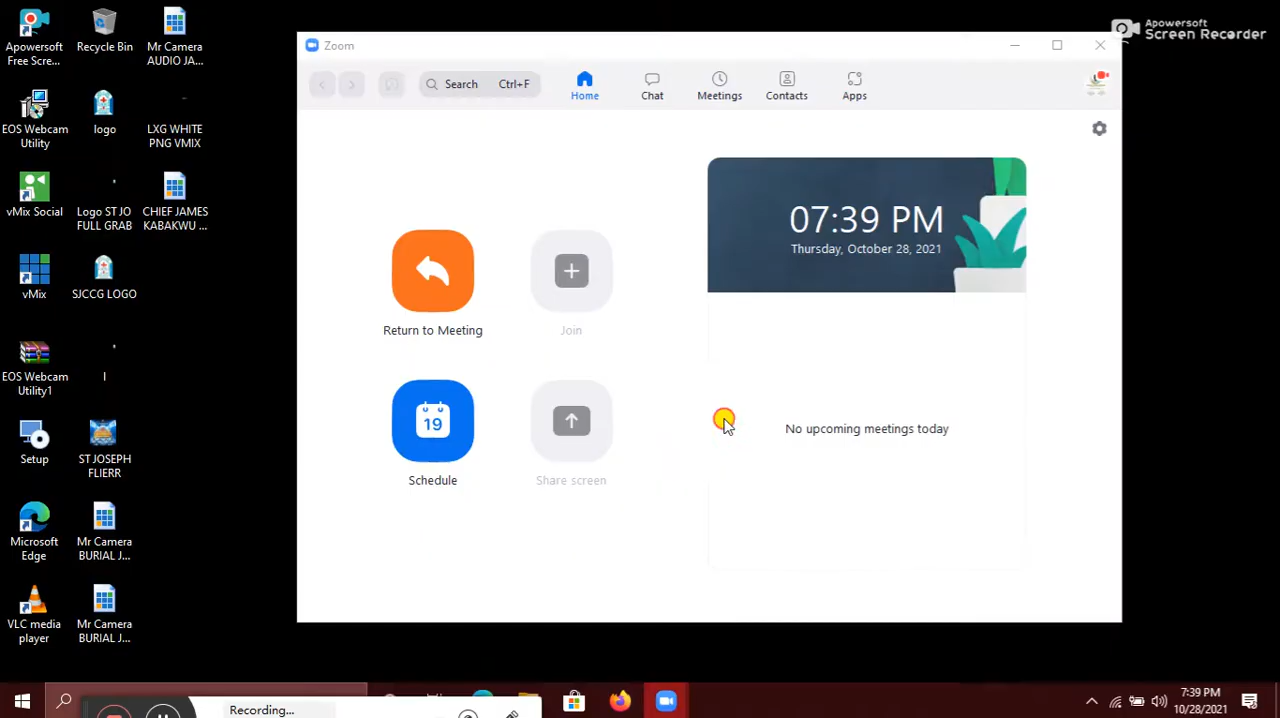 Apowersoft
Screen Recorder
Apowersoft
Free Scre...
Recycle Bin
Mr Camera
AUDIO JA...
EOS Webcam
Utility
logo
LXG WHITE
PNG VMIX
vMix Social
Logo ST JO
FULL GRAB
CHIEF JAMES
KABAKWU ...
vMix
SJCCG LOGO
EOS Webcam
Utility1
l
Setup
ST JOSEPH
FLIERR
Microsoft
Edge
Mr Camera
BURIAL J...
VLC media
player
Mr Camera
BURIAL J...
Zoom
Search Ctrl+F
Home
Chat
Meetings
Contacts
Apps
07:39 PM
Thursday, October 28, 2021
Return to Meeting
Join
19
Schedule
Share screen
No upcoming meetings today
Recording...
7:39 PM
10/28/2021